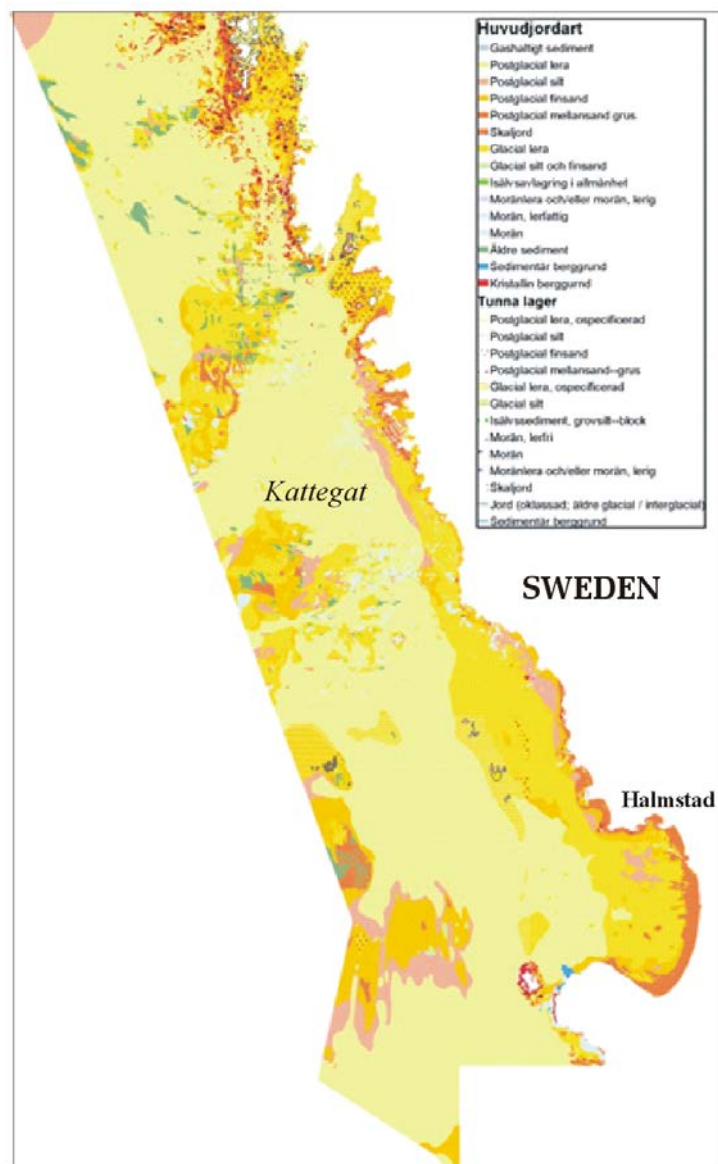 Huvudjordart
Gashaltigt sediment
Postglacial lera
Postglacial silt
Postglacial finsand
Postglacial mellansand grus
Skaljord
Glacial lera
Glacial silt och finsand
Isälvsavlagring i allmänhet
Moränlera och/eller morän, lerig
Morän, lerfattig
Morän
Äldre sediment
Sedimentär berggrund
Kristallin berggurnd
Tunna lager
Postglacial lera, ospecificerad
Postglacial silt
Postglacial finsand
Postglacial mellansand--grus
Glacial lera, ospecificerad
Glacial silt
Isälvssediment, grovsilt--block
Morän, lerfri
Morän
Moränlera och/eller morän, lerig
Skaljord
Jord (oklassad; äldre glacial / interglacial)
Sedimentär berggrund
Kattegat
SWEDEN
Halmstad